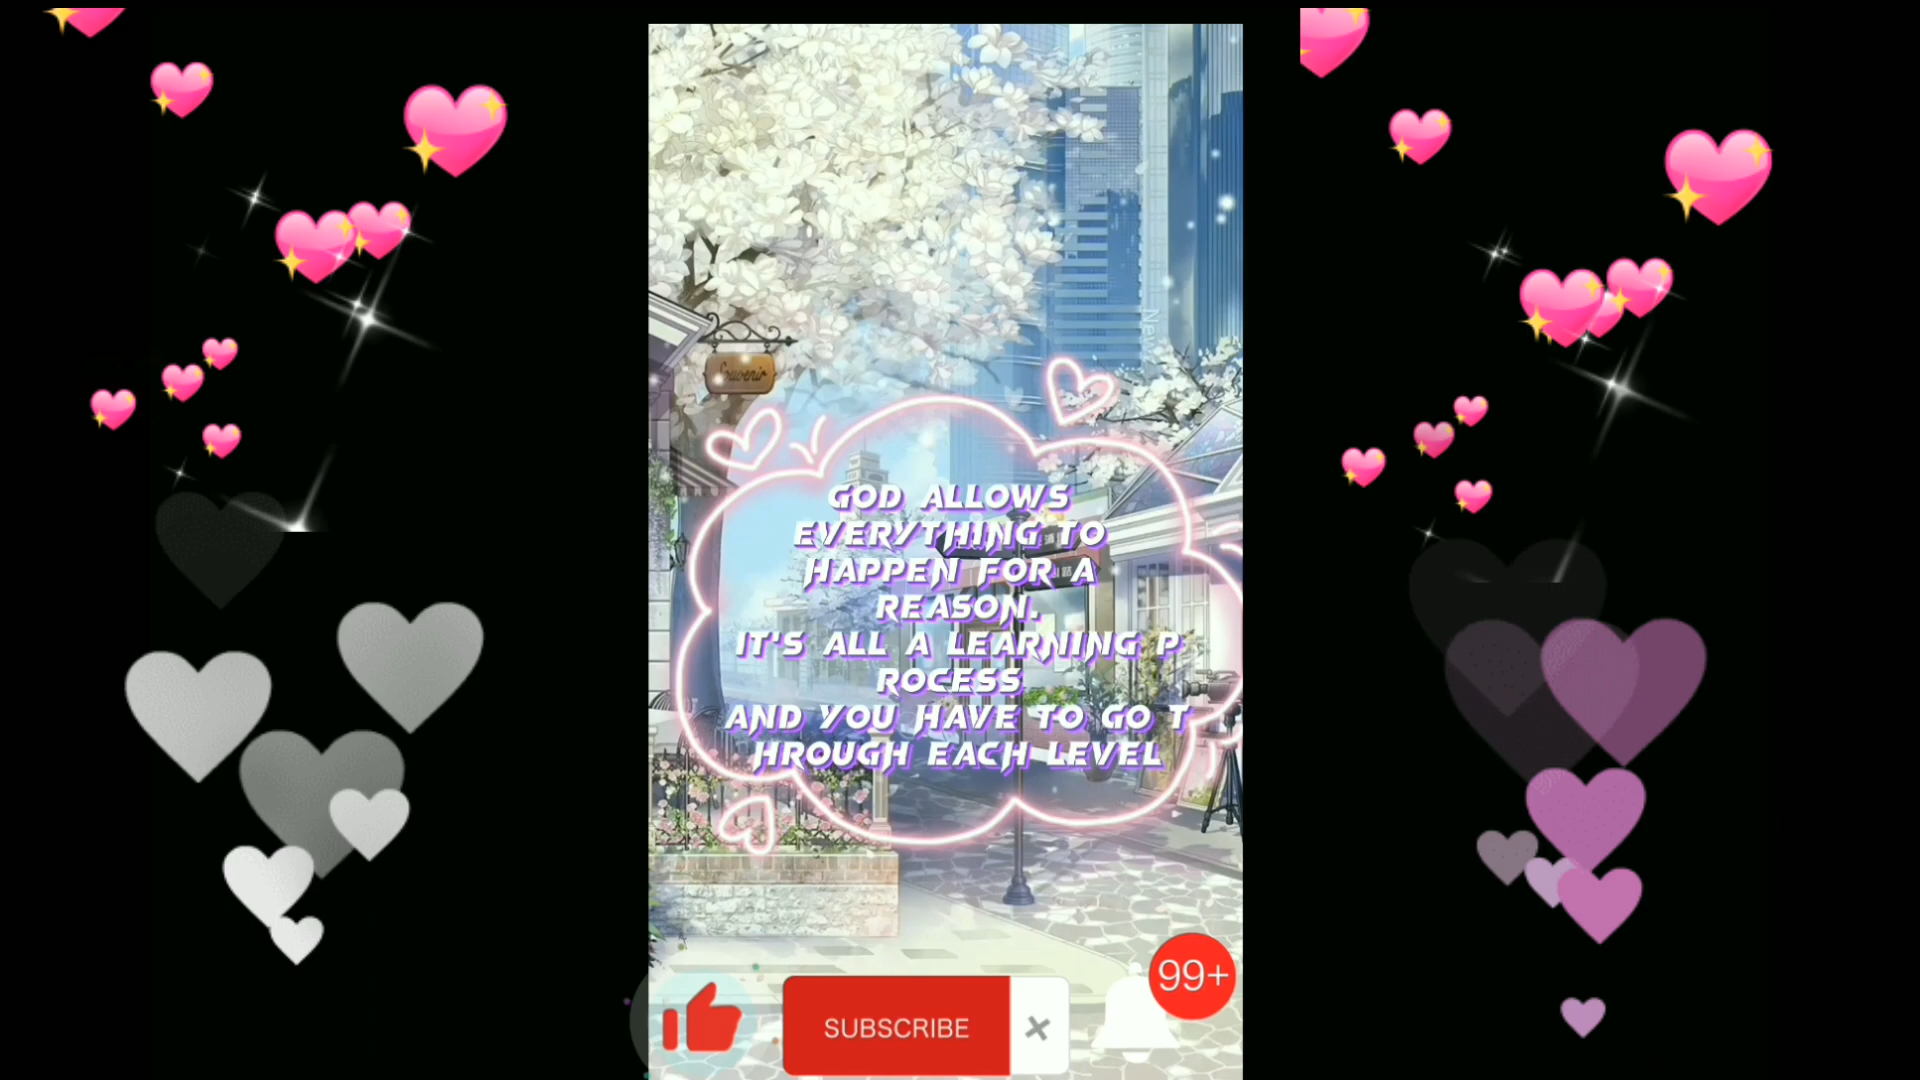 Souvenir
GOD ALLOWS
EVERYTHING TO
HAPPEN FOR A
REASON.
IT'S ALL A LEARNING P
ROCESS
AND YOU HAVE TO GO T
HROUGH EACH LEVEL
99+
SUBSCRIBE